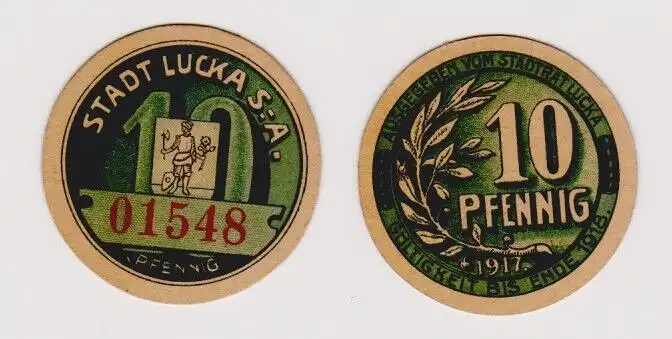 STADT LUCKA S.-A.
10
01548
PFENNIG
AUSGEGEBEN VOM STADTRAT LUCKA
10
PFENNIG
1917
GÜLTIGKEIT BIS ENDE 1918.